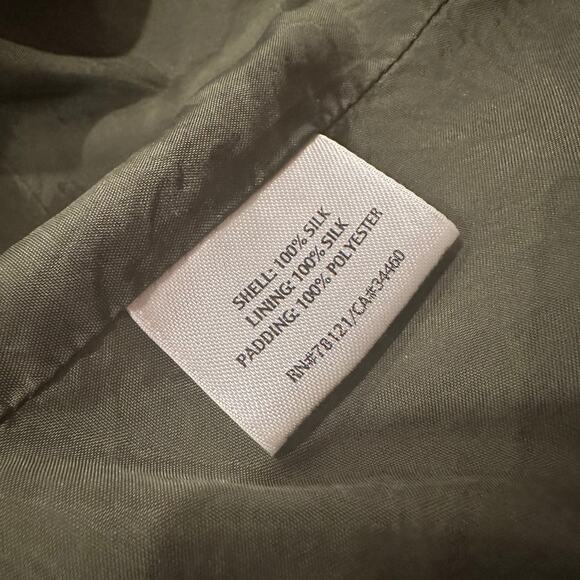 SHELL: 100% SILK
LINING: 100% SILK
PADDING: 100% POLYESTER
RN#78121/CA#34460